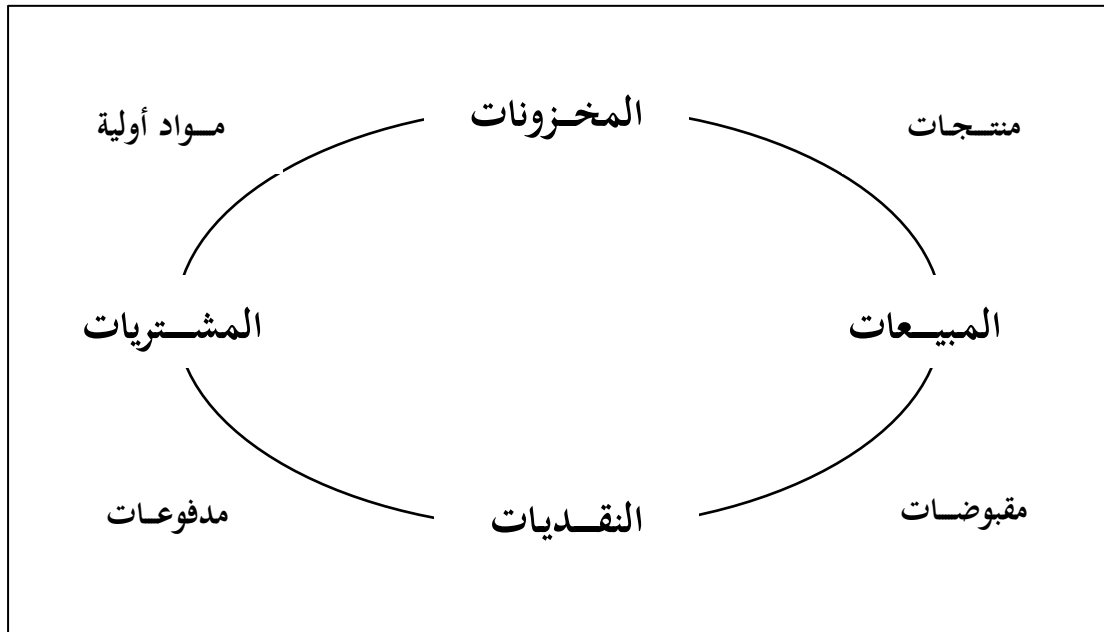 المخزونات
منتجات
مواد أولية
المبيعات
المشتريات
النقديات
مقبوضات
مدفوعات